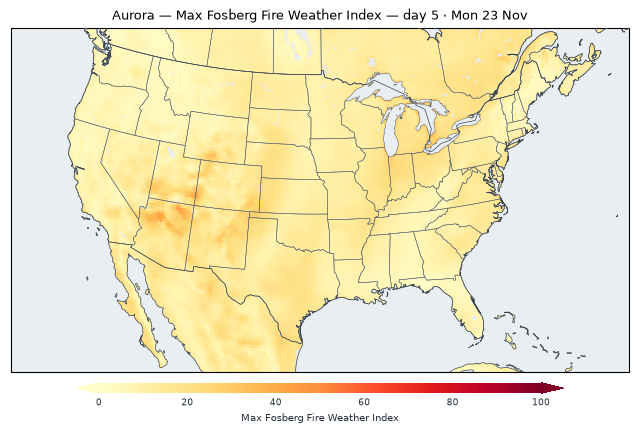 Aurora — Max Fosberg Fire Weather Index — day 5 · Mon 23 Nov
0 20 40 60 80 100
Max Fosberg Fire Weather Index